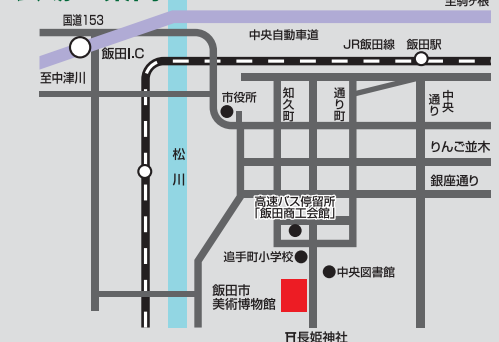 至駒ヶ根
国道153
中央自動車道
JR飯田線 飯田駅
飯田I.C
至中津川
市役所
知久町
通り町
中央通り
りんご並木
松川
銀座通り
高速バス停留所
「飯田商工会館」
追手町小学校
中央図書館
飯田市
美術博物館
長姫神社